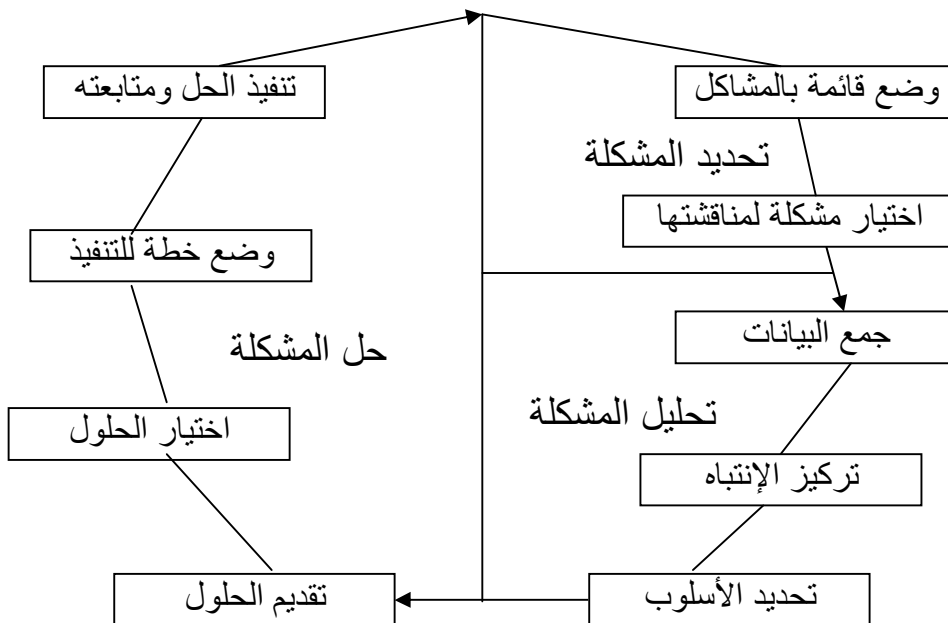 تنفيذ الحل ومتابعته
وضع قائمة بالمشاكل
تحديد المشكلة
اختيار مشكلة لمناقشتها
وضع خطة للتنفيذ
جمع البيانات
حل المشكلة
تحليل المشكلة
اختيار الحلول
تركيز الإنتباه
تحديد الأسلوب
تقديم الحلول